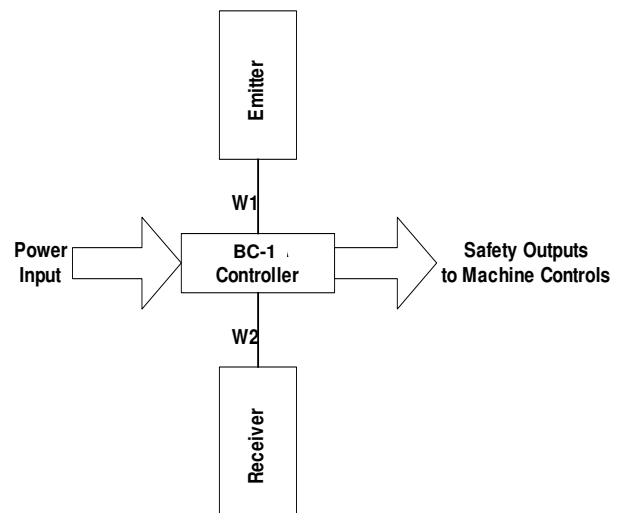 Emitter
W1
Power
Input
BC-1
Controller
Safety Outputs
to Machine Controls
W2
Receiver